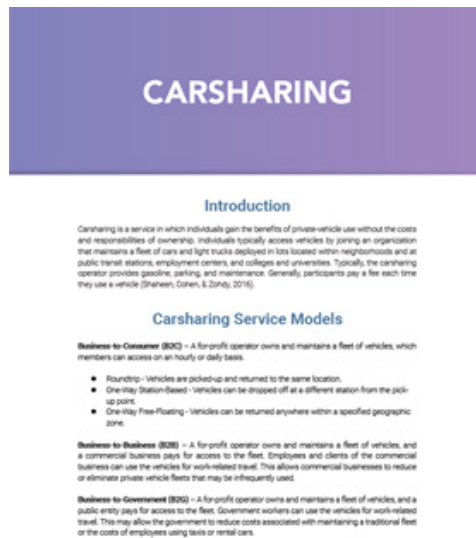 CARSHARING
Introduction
Carsharing is a service in which individuals gain the benefits of private-vehicle use without the costs
and responsibilities of ownership. Individuals typically access vehicles by joining an organization
that maintains a fleet of cars and light trucks deployed in lots located within neighborhoods and at
public transit stations, employment centers, and colleges and universities. Typically, the carsharing
operator provides gasoline, parking, and maintenance. Generally, participants pay a fee each time
they use a vehicle (Shaheen, Cohen, & Zohdy, 2016).
Carsharing Service Models
Business-to-Consumer (B2C) – A for-profit operator owns and maintains a fleet of vehicles, which
members can access on an hourly or daily basis.
● Roundtrip - Vehicles are picked-up and returned to the same location.
● One-Way Station-Based - Vehicles can be dropped off at a different station from the pick-
up point.
● One-Way Free-Floating - Vehicles can be returned anywhere within a specified geographic
zone.
Business-to-Business (B2B) – A for-profit operator owns and maintains a fleet of vehicles, and
a commercial business pays for access to the fleet. Employees and clients of the commercial
business can use the vehicles for work-related travel. This allows commercial businesses to reduce
or eliminate private vehicle fleets that may be infrequently used.
Business-to-Government (B2G) – A for-profit operator owns and maintains a fleet of vehicles, and a
public entity pays for access to the fleet. Government workers can use the vehicles for work-related
travel. This may allow the government to reduce costs associated with maintaining a traditional fleet
or the costs of employees using taxis or rental cars.